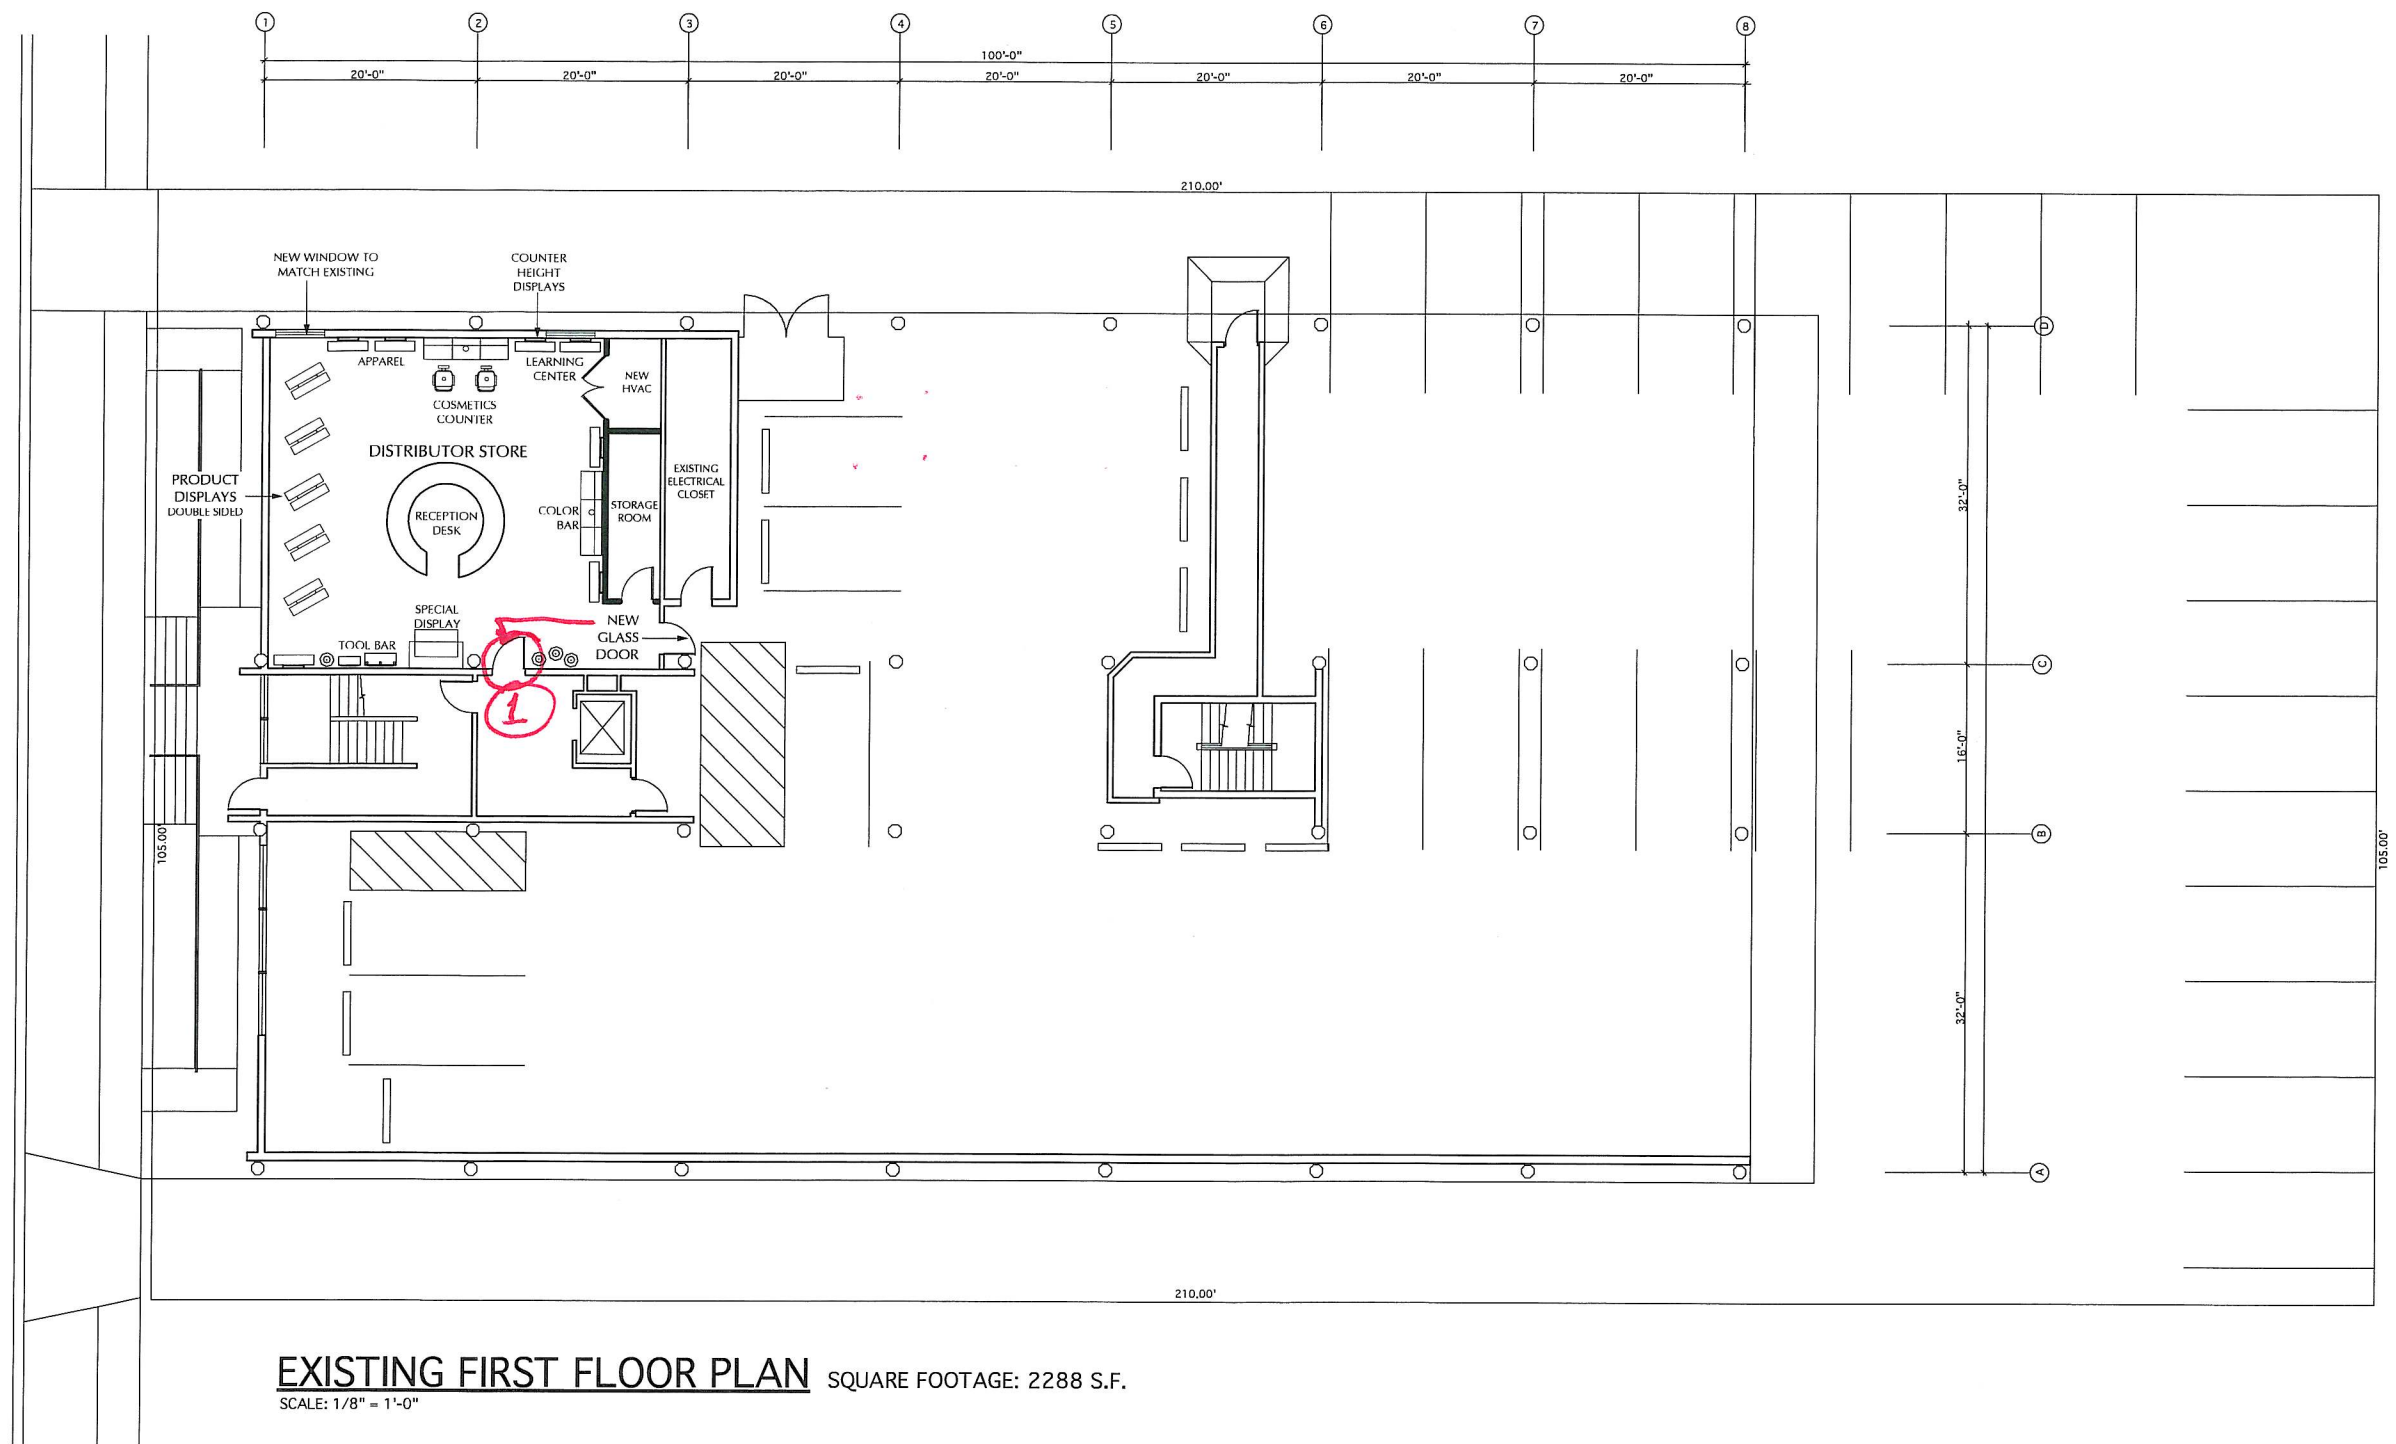 1 2 3 4 5 6 7 8
100'-0"
20'-0" 20'-0" 20'-0" 20'-0" 20'-0" 20'-0" 20'-0"
210.00'
NEW WINDOW TO
MATCH EXISTING
COUNTER
HEIGHT
DISPLAYS
APPAREL
LEARNING
CENTER
NEW
HVAC
COSMETICS
COUNTER
DISTRIBUTOR STORE
PRODUCT
DISPLAYS
DOUBLE SIDED
RECEPTION
DESK
COLOR
BAR
STORAGE
ROOM
EXISTING
ELECTRICAL
CLOSET
SPECIAL
DISPLAY
TOOL BAR
NEW
GLASS
DOOR
1
D
32'-0"
C
16'-0"
B
32'-0"
A
105.00'
105.00'
210.00'
EXISTING FIRST FLOOR PLAN SQUARE FOOTAGE: 2288 S.F.
SCALE: 1/8" = 1'-0"